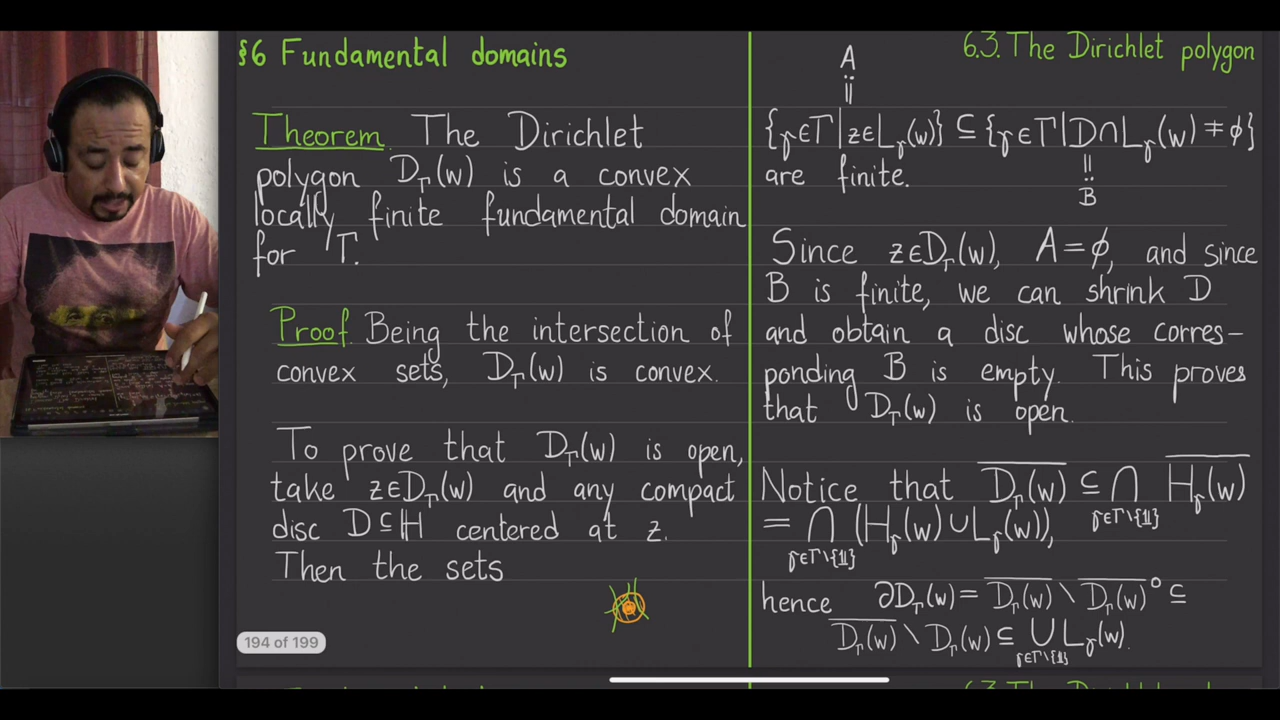 §6 Fundamental domains
Theorem. The Dirichlet
polygon D_Γ(w) is a convex
locally finite fundamental domain
for Γ.
Proof. Being the intersection of
convex sets, D_Γ(w) is convex.
To prove that D_Γ(w) is open,
take z∈D_Γ(w) and any compact
disc D⊆ℍ centered at z.
Then the sets
194 of 199
6.3. The Dirichlet polygon
A
=:
{γ∈Γ|z∈L_γ(w)} ⊆ {γ∈Γ|D∩L_γ(w)≠∅}
are finite.
=:
B
Since z∈D_Γ(w), A=∅, and since
B is finite, we can shrink D
and obtain a disc whose corres-
ponding B is empty. This proves
that D_Γ(w) is open.
Notice that \overline{D_Γ(w)} ⊆ ⋂_{γ∈Γ∖{𝟙}} \overline{H_γ(w)}
= ⋂_{γ∈Γ∖{𝟙}} (H_γ(w)∪L_γ(w)),
hence ∂D_Γ(w) = \overline{D_Γ(w)} ∖ \overline{D_Γ(w)}° ⊆
\overline{D_Γ(w)} ∖ D_Γ(w) ⊆ ⋃_{γ∈Γ∖{𝟙}} L_γ(w).